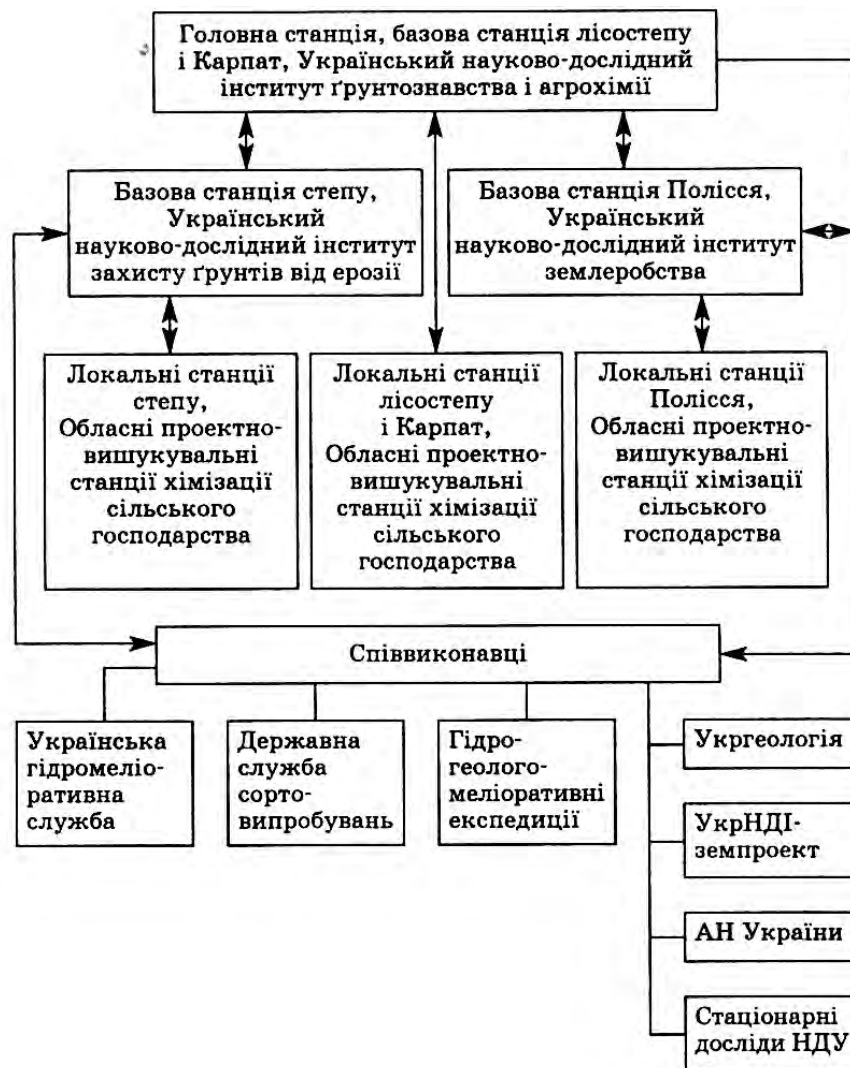 Головна станція, базова станція лісостепу
і Карпат, Український науково-дослідний
інститут ґрунтознавства і агрохімії
Базова станція степу,
Український
науково-дослідний інститут
захисту ґрунтів від ерозії
Базова станція Полісся,
Український
науково-дослідний інститут
землеробства
Локальні станції
степу,
Обласні проектно-
вишукувальні
станції хімізації
сільського
господарства
Локальні станції
лісостепу
і Карпат,
Обласні проектно-
вишукувальні
станції хімізації
сільського
господарства
Локальні станції
Полісся,
Обласні проектно-
вишукувальні
станції хімізації
сільського
господарства
Співвиконавці
Українська
гідромеліо-
ративна
служба
Державна
служба
сорто-
випробувань
Гідро-
геолого-
меліоративні
експедиції
Укргеологія
УкрНДІ-
земпроект
АН України
Стаціонарні
досліди НДУ